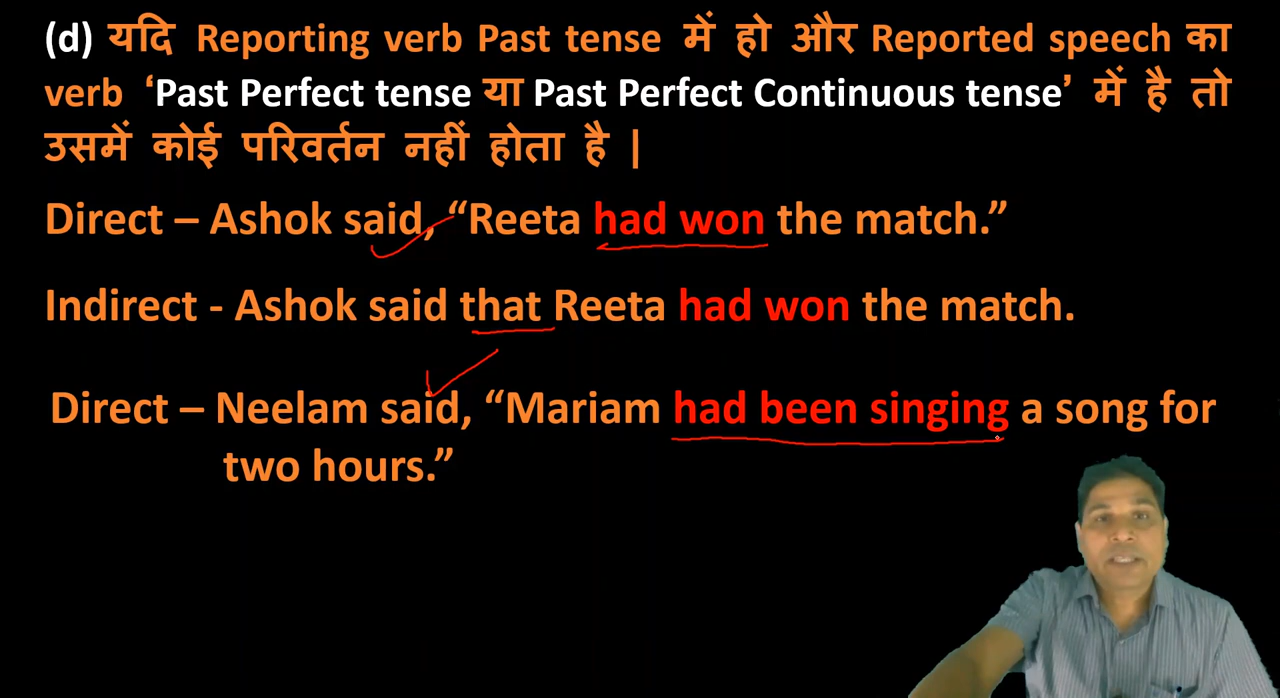 (d) यदि Reporting verb Past tense में हो और Reported speech का
verb ‘Past Perfect tense या Past Perfect Continuous tense’ में है तो
उसमें कोई परिवर्तन नहीं होता है |
Direct – Ashok said, “Reeta had won the match.”
Indirect - Ashok said that Reeta had won the match.
Direct – Neelam said, “Mariam had been singing a song for
two hours.”